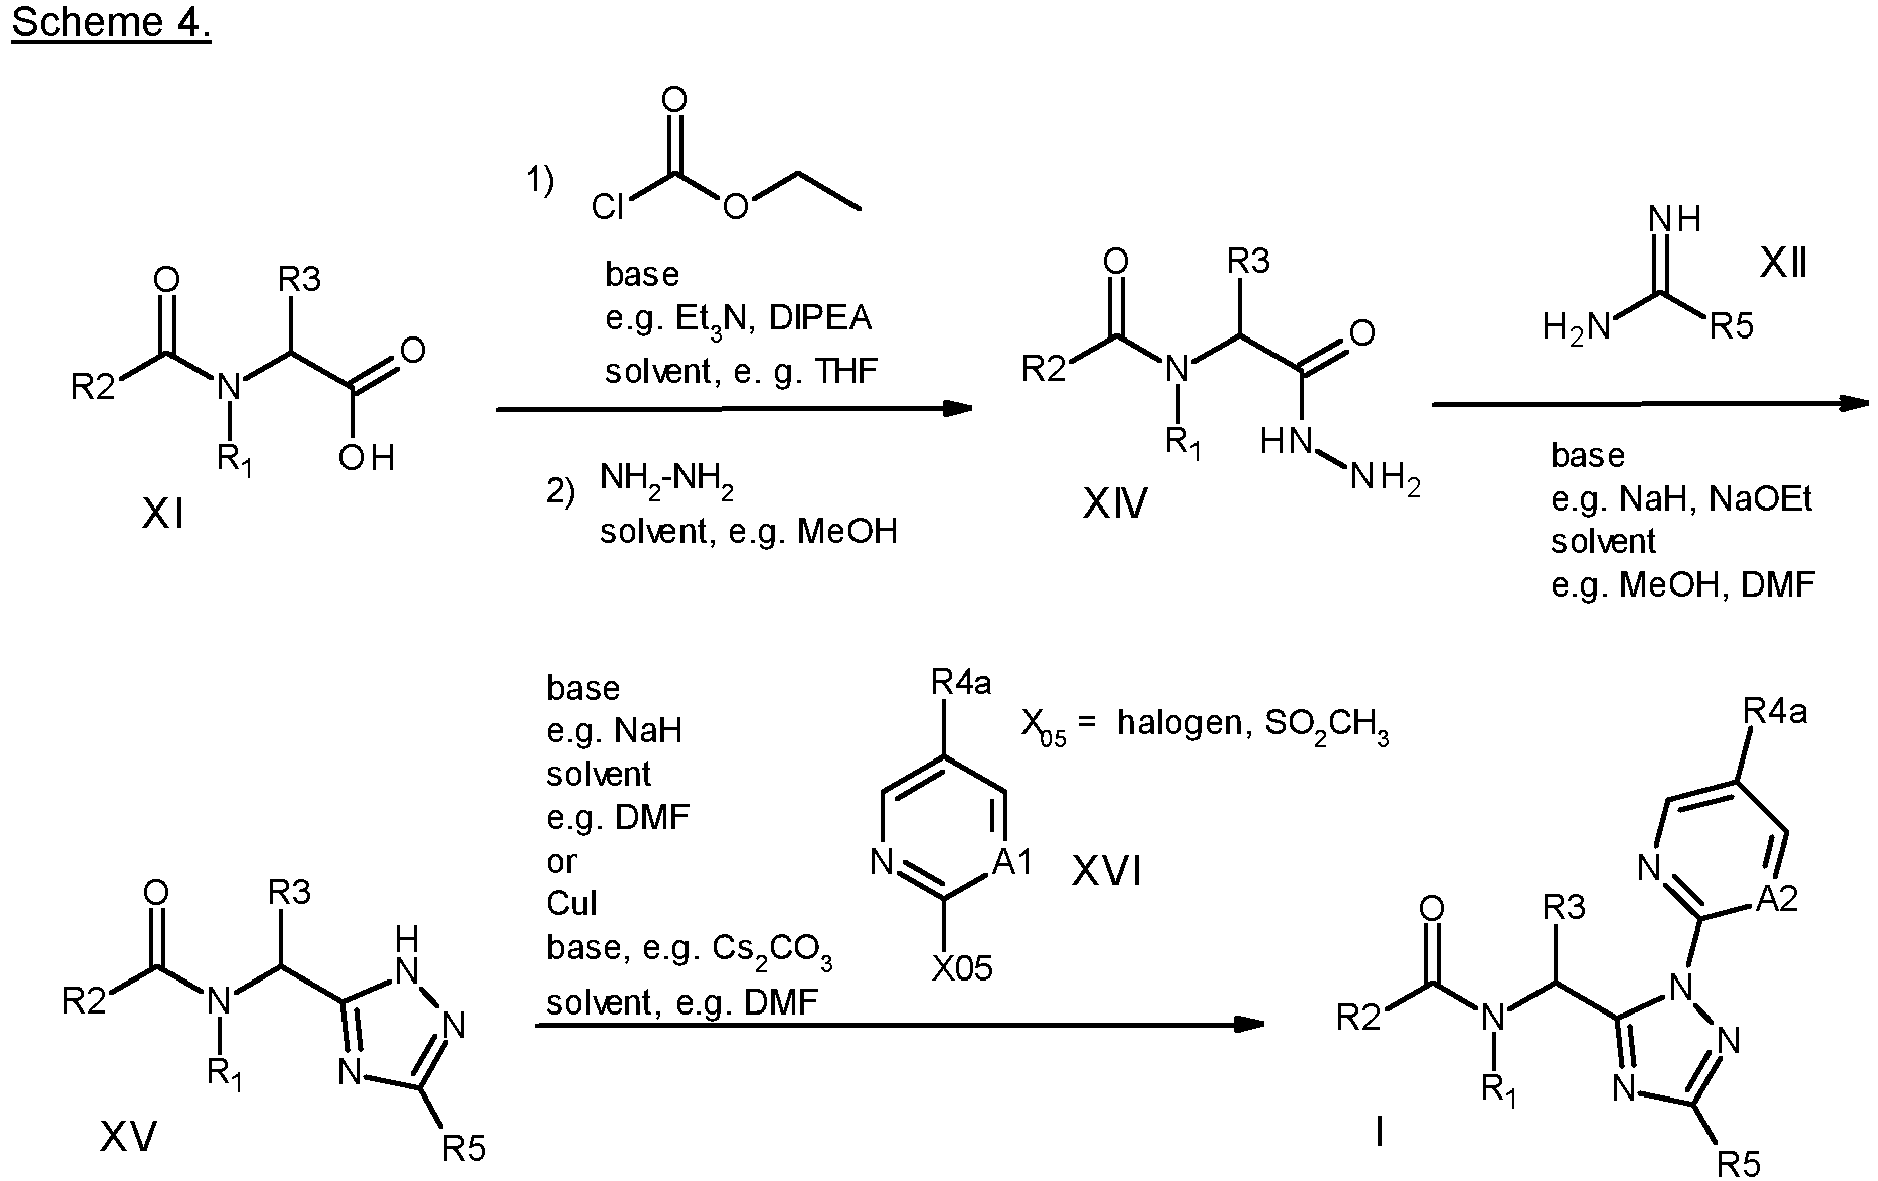 Scheme 4.
O
1)
Cl
O
base
e.g. Et3N, DIPEA
solvent, e. g. THF
2) NH2-NH2
solvent, e.g. MeOH
O
R3
R2
N
O
R1
OH
XI
O
R3
R2
N
O
R1
HN
NH2
XIV
NH
XII
H2N
R5
base
e.g. NaH, NaOEt
solvent
e.g. MeOH, DMF
base
e.g. NaH
solvent
e.g. DMF
or
CuI
base, e.g. Cs2CO3
solvent, e.g. DMF
R4a
X05 = halogen, SO2CH3
N
A1
XVI
X05
O
R3
H
N
R2
N
N
R1
N
XV
R5
R4a
N
A2
O
R3
R2
N
N
N
R1
N
I
R5